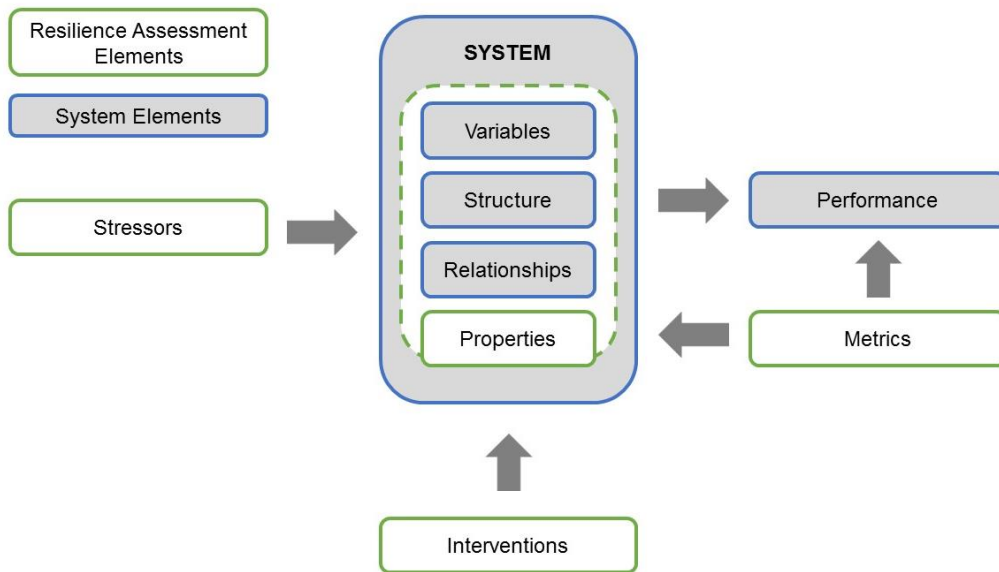 Resilience Assessment
Elements
System Elements
Stressors
SYSTEM
Variables
Structure
Relationships
Properties
Performance
Metrics
Interventions